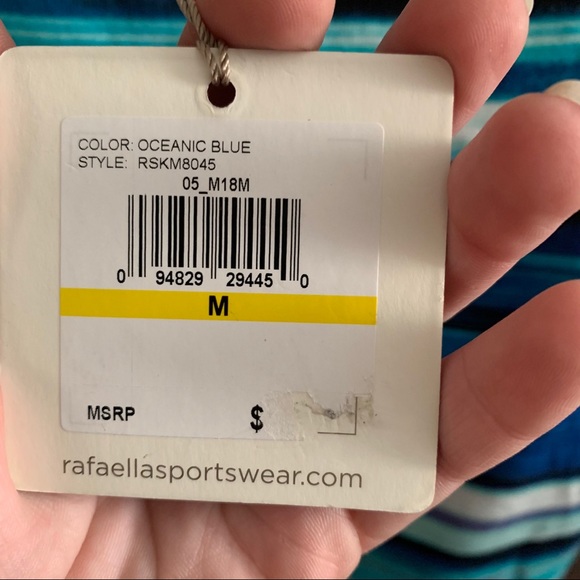 COLOR: OCEANIC BLUE
STYLE: RSKM8045
05_M18M
0 94829 29445 0
M
MSRP $
rafaellasportswear.com